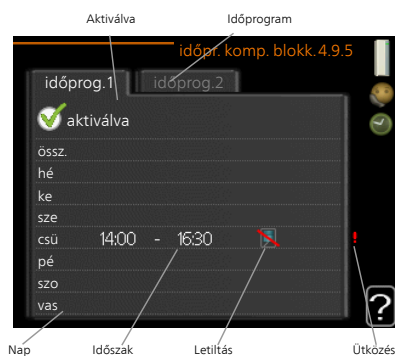 Aktiválva Időprogram
időpr. komp. blokk. 4.9.5
időprog.1 időprog.2
aktiválva
össz.
hé
ke
sze
csü 14:00 - 16:30 !
pé
szo
vas
?
Nap Időszak Letiltás Ütközés